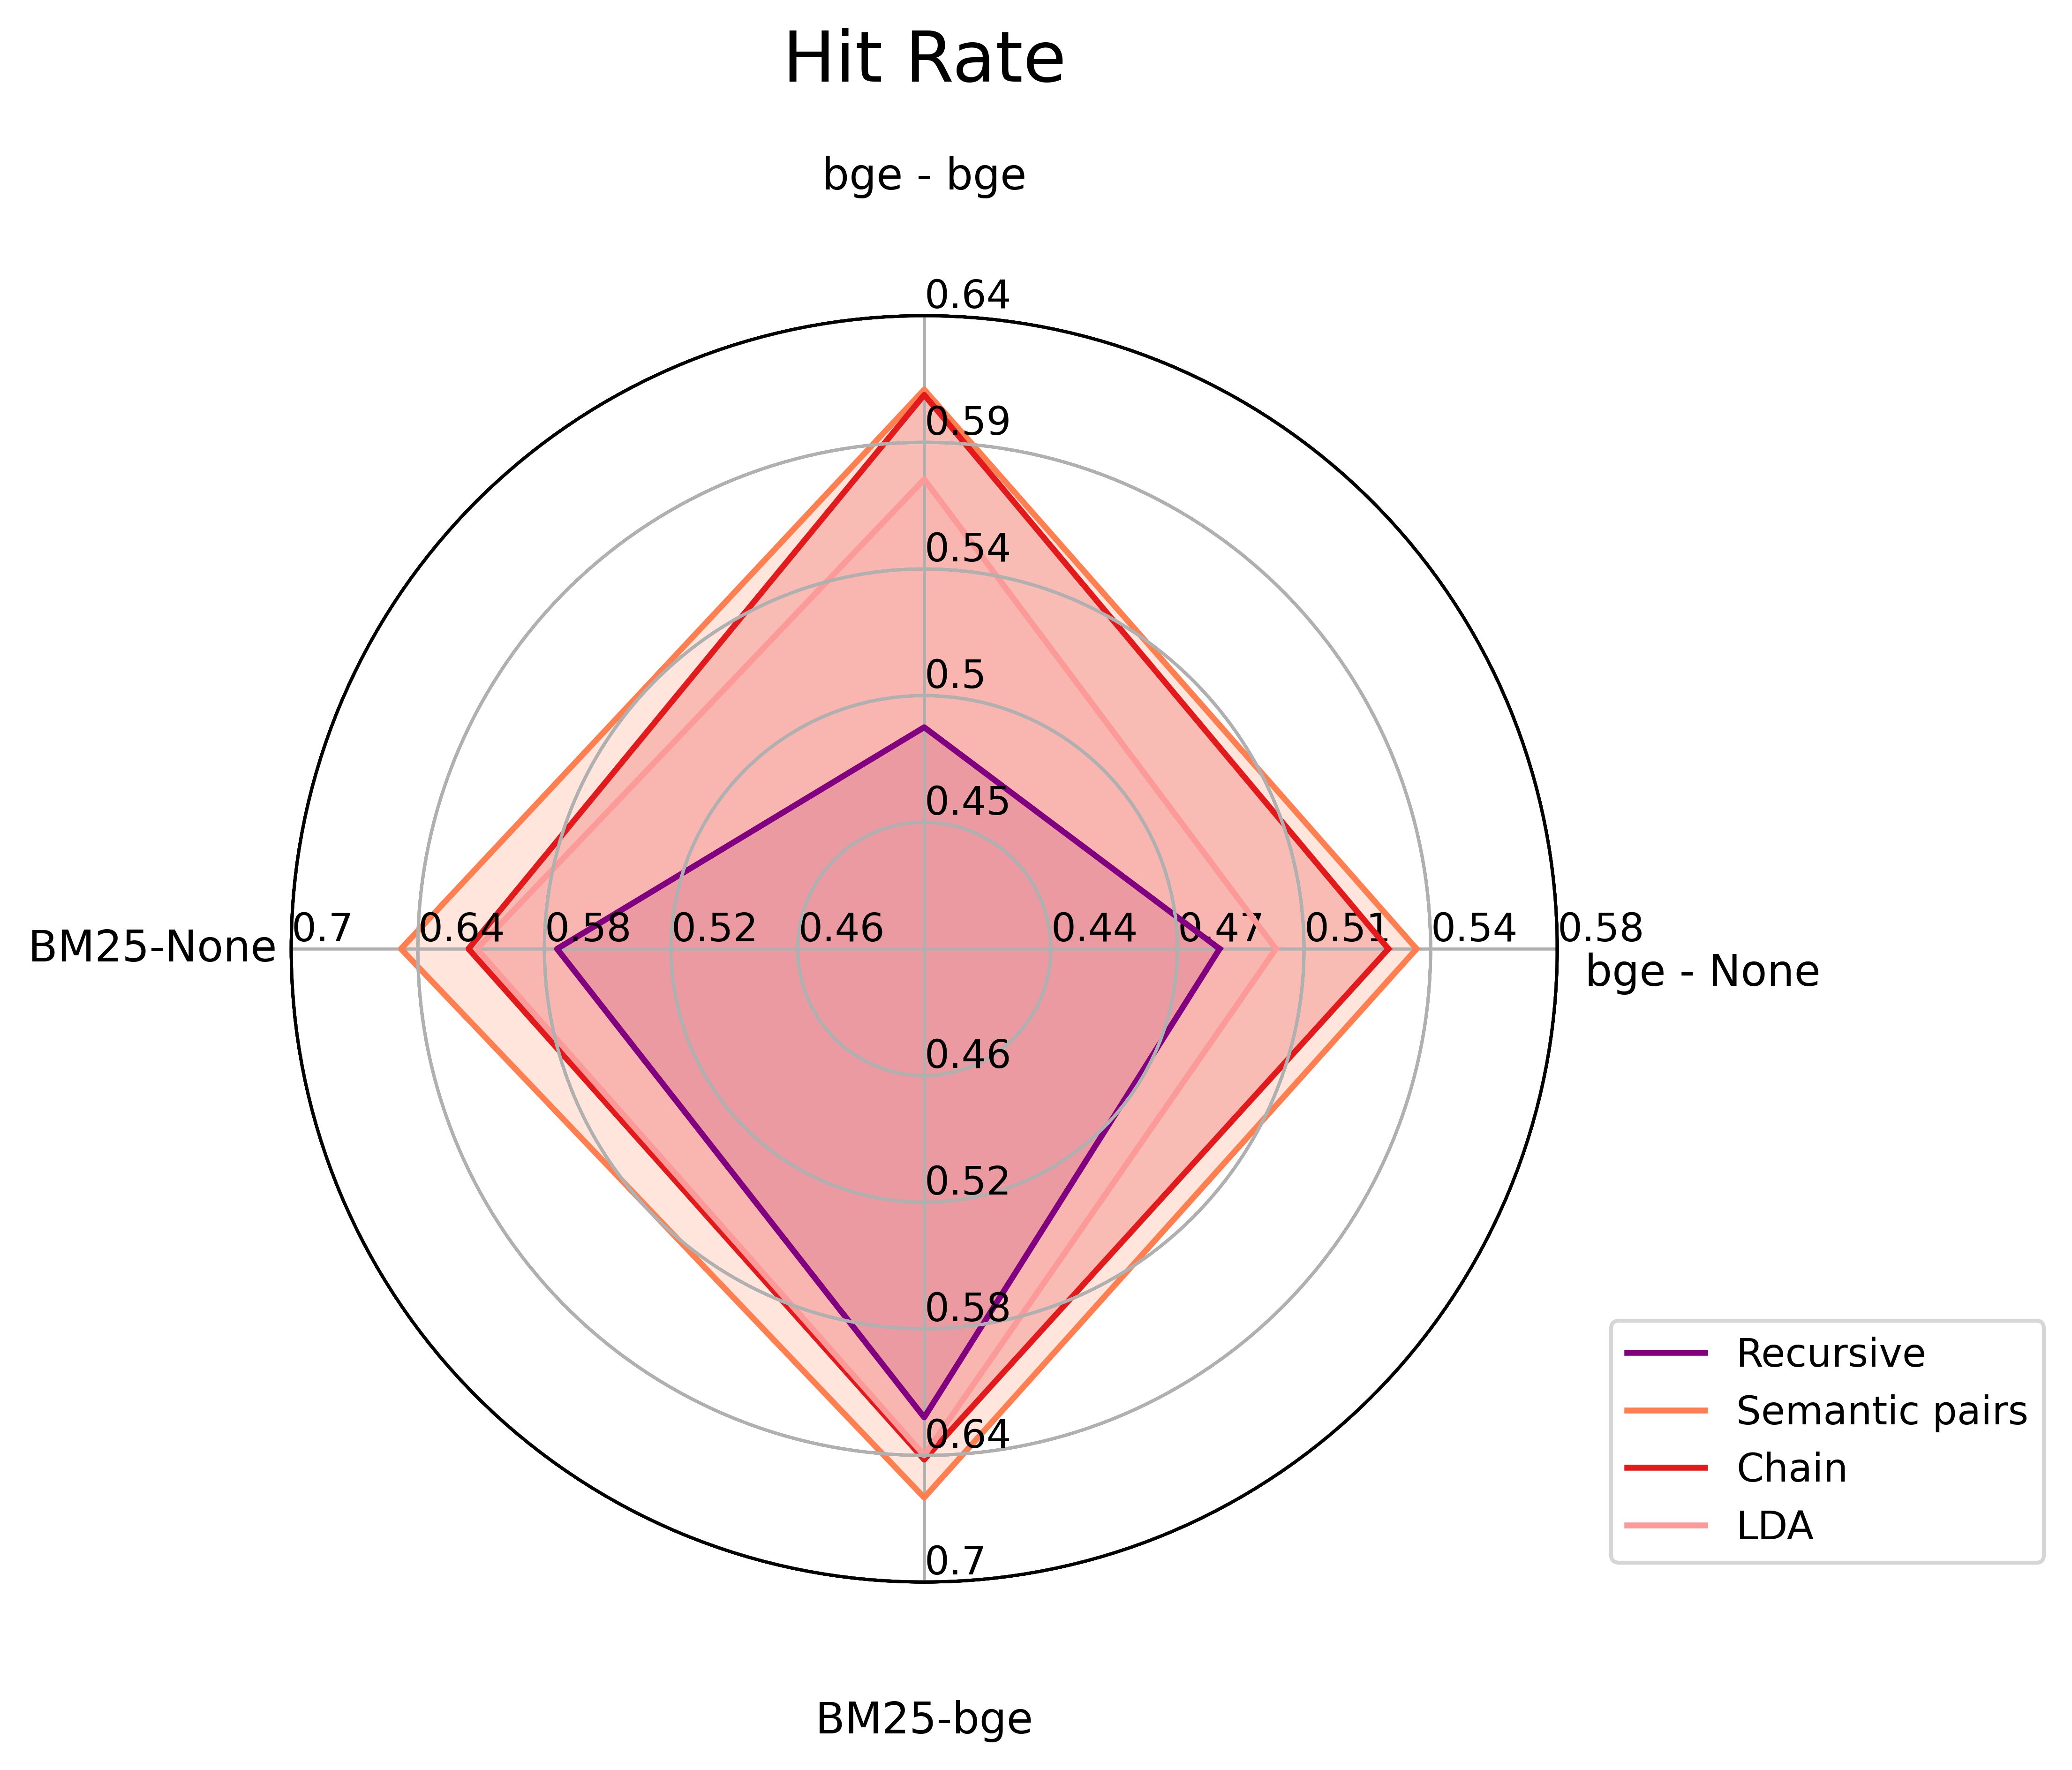 Hit Rate
bge - bge
0.64
0.59
0.54
0.5
0.45
BM25-None
0.7
0.64
0.58
0.52
0.46
0.44
0.47
0.51
0.54
0.58
bge - None
0.46
0.52
0.58
0.64
0.7
BM25-bge
Recursive
Semantic pairs
Chain
LDA